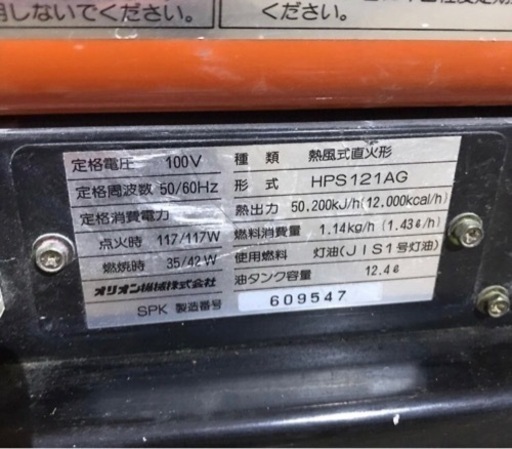 用しないでください。
ください。
定格電圧 100V
定格周波数 50/60Hz
定格消費電力
点火時 117/117W
燃焼時 35/42W
オリオン機械株式会社
SPK 製造番号
種類 熱風式直火形
形式 HPS121AG
熱出力 50.200kJ/h(12,000kcal/h)
燃料消費量 1.14kg/h (1.43ℓ/h)
使用燃料 灯油(JIS1号灯油)
油タンク容量 12.4ℓ
609547